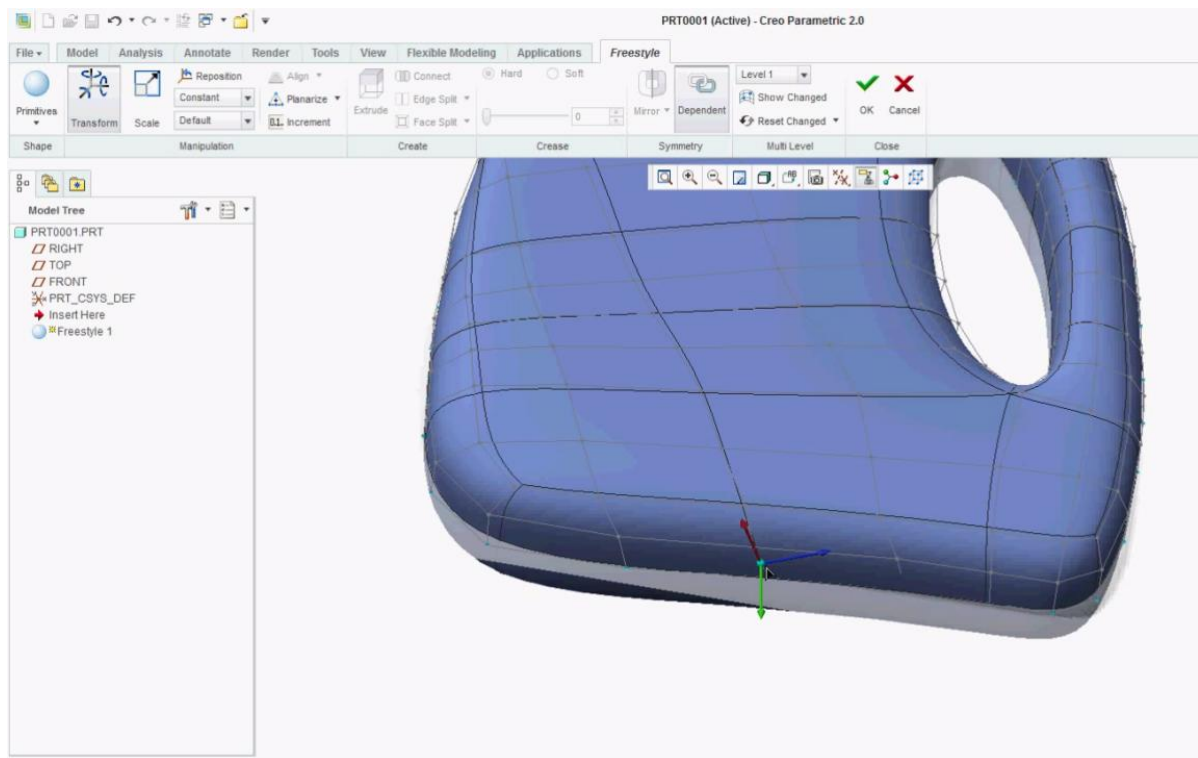 PRT0001 (Active) - Creo Parametric 2.0
File Model Analysis Annotate Render Tools View Flexible Modeling Applications Freestyle
Primitives
Transform
Scale
Reposition
Constant
Default
Align
Planarize
Increment
Extrude
Connect
Edge Split
Face Split
Hard Soft
0
Mirror
Dependent
Level 1
Show Changed
Reset Changed
OK
Cancel
Shape Manipulation Create Crease Symmetry Multi Level Close
Model Tree
PRT0001.PRT
RIGHT
TOP
FRONT
PRT_CSYS_DEF
Insert Here
Freestyle 1